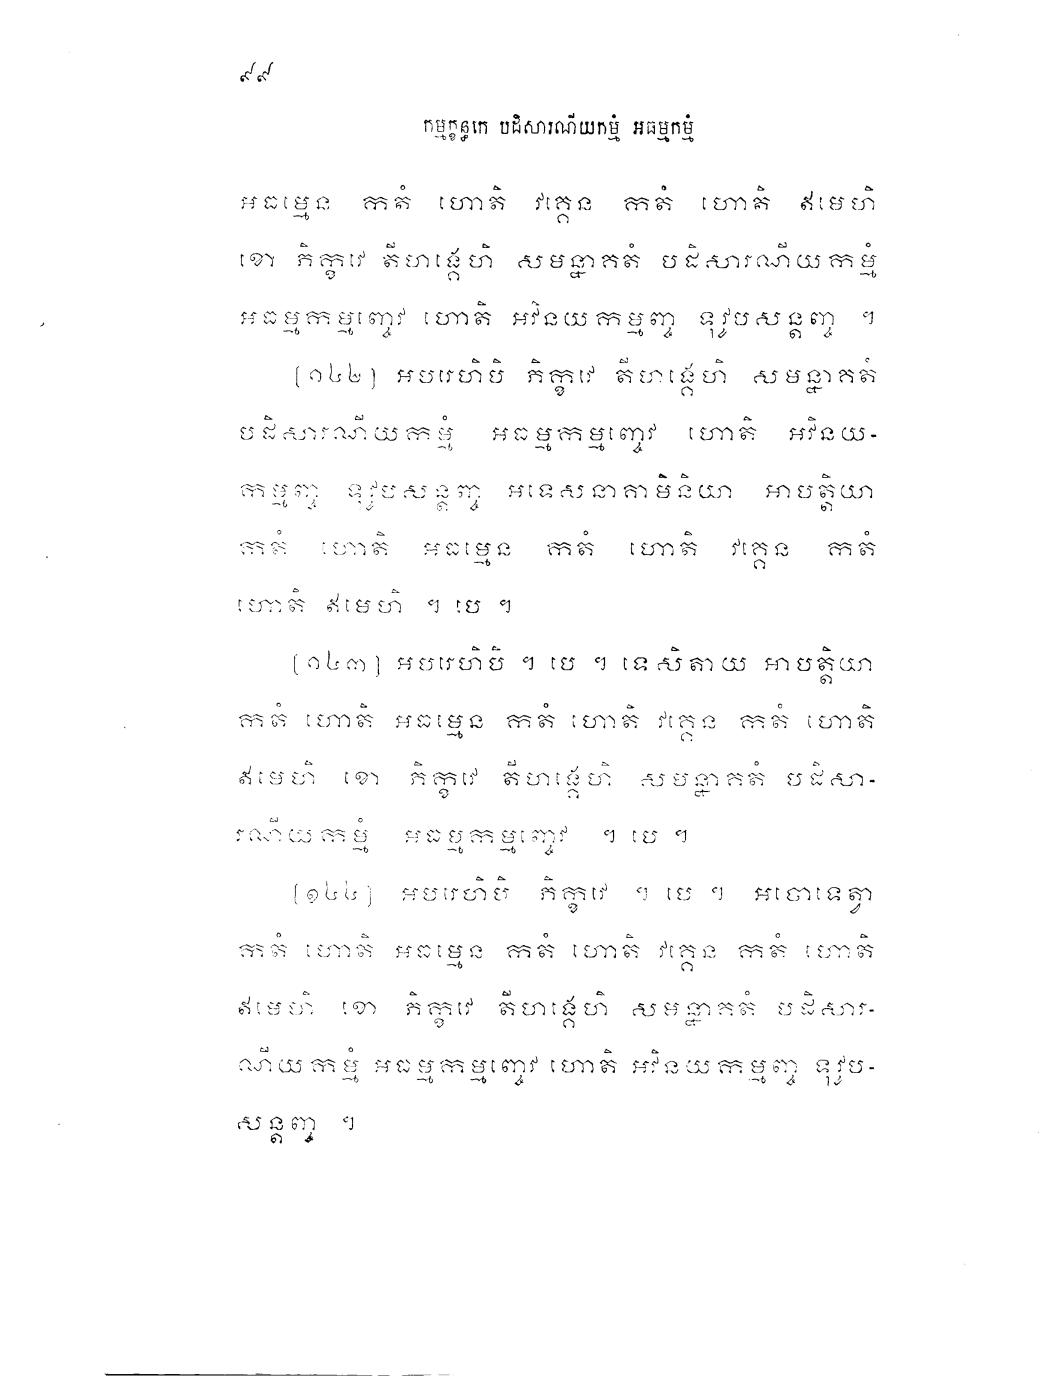 ៩៩
កម្មក្ខន្ធកេ បដិសារណីយកម្មំ អធម្មកម្មំ
អធម្មេន កតំ ហោតិ វគ្គេន កតំ ហោតិ ឥមេហិ
ខោ ភិក្ខវេ តីហង្គេហិ សមន្នាគតំ បដិសារណីយកម្មំ
អធម្មកម្មញ្ចេវ ហោតិ អវិនយកម្មញ្ច ទុវូបសន្តញ្ច ។
[១៤២] អបរេហិបិ ភិក្ខវេ តីហង្គេហិ សមន្នាគតំ
បដិសារណីយកម្មំ អធម្មកម្មញ្ចេវ ហោតិ អវិនយ-
កម្មញ្ច ទុវូបសន្តញ្ច អទេសនាគាមិនិយា អាបត្តិយា
កតំ ហោតិ អធម្មេន កតំ ហោតិ វគ្គេន កតំ
ហោតិ ឥមេហិ ។ បេ ។
[១៤៣] អបរេហិបិ ។ បេ ។ ទេសិតាយ អាបត្តិយា
កតំ ហោតិ អធម្មេន កតំ ហោតិ វគ្គេន កតំ ហោតិ
ឥមេហិ ខោ ភិក្ខវេ តីហង្គេហិ សមន្នាគតំ បដិសា-
រណីយកម្មំ អធម្មកម្មញ្ចេវ ។ បេ ។
[១៤៤] អបរេហិបិ ភិក្ខវេ ។ បេ ។ អចោទេត្វា
កតំ ហោតិ អធម្មេន កតំ ហោតិ វគ្គេន កតំ ហោតិ
ឥមេហិ ខោ ភិក្ខវេ តីហង្គេហិ សមន្នាគតំ បដិសារ-
ណីយកម្មំ អធម្មកម្មញ្ចេវ ហោតិ អវិនយកម្មញ្ច ទុវូប-
សន្តញ្ច ។